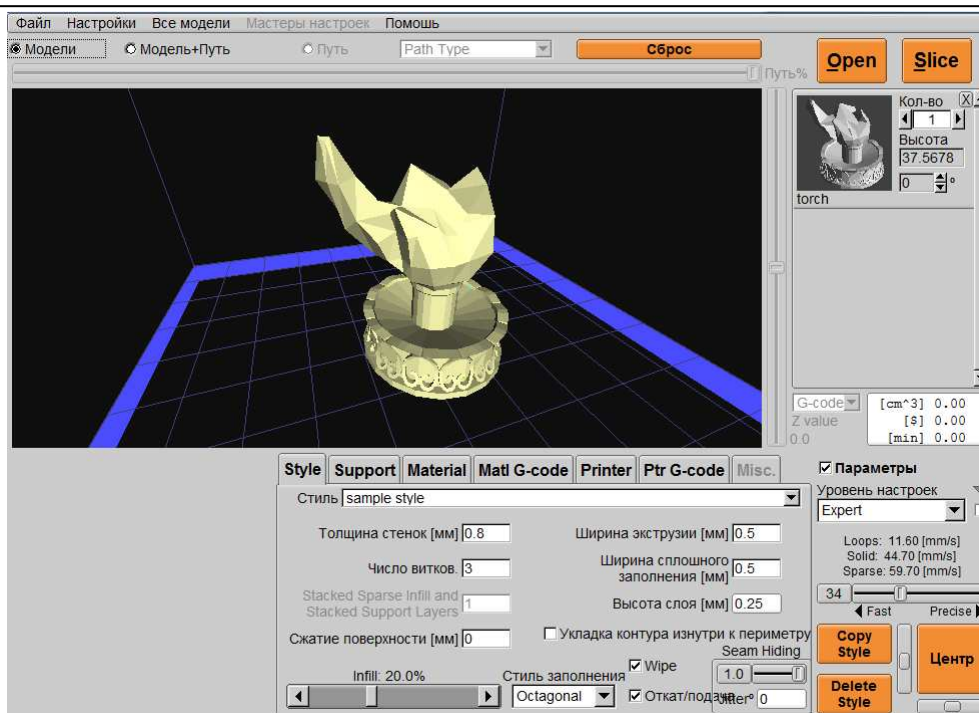 Файл Настройки Все модели Мастеры настроек Помошь
Модели Модель+Путь Путь Path Type Сброс
Путь%
Open Slice
Кол-во X
1
Высота
37.5678
0 °
torch
G-code
Z value
0.0
[cm^3] 0.00
[$] 0.00
[min] 0.00
Style Support Material Matl G-code Printer Ptr G-code Misc.
Стиль sample style
Толщина стенок [мм] 0.8
Ширина экструзии [мм] 0.5
Число витков. 3
Ширина сплошного
заполнения [мм] 0.5
Stacked Sparse Infill and
Stacked Support Layers 1
Высота слоя [мм] 0.25
Сжатие поверхности [мм] 0
Укладка контура изнутри к периметру
Infill: 20.0%
Стиль заполнения
Octagonal
Wipe
Откат/подача
Seam Hiding
1.0
Jitter° 0
Параметры
Уровень настроек
Expert
Loops: 11.60 [mm/s]
Solid: 44.70 [mm/s]
Sparse: 59.70 [mm/s]
34
Fast Precise
Copy
Style
Центр
Delete
Style